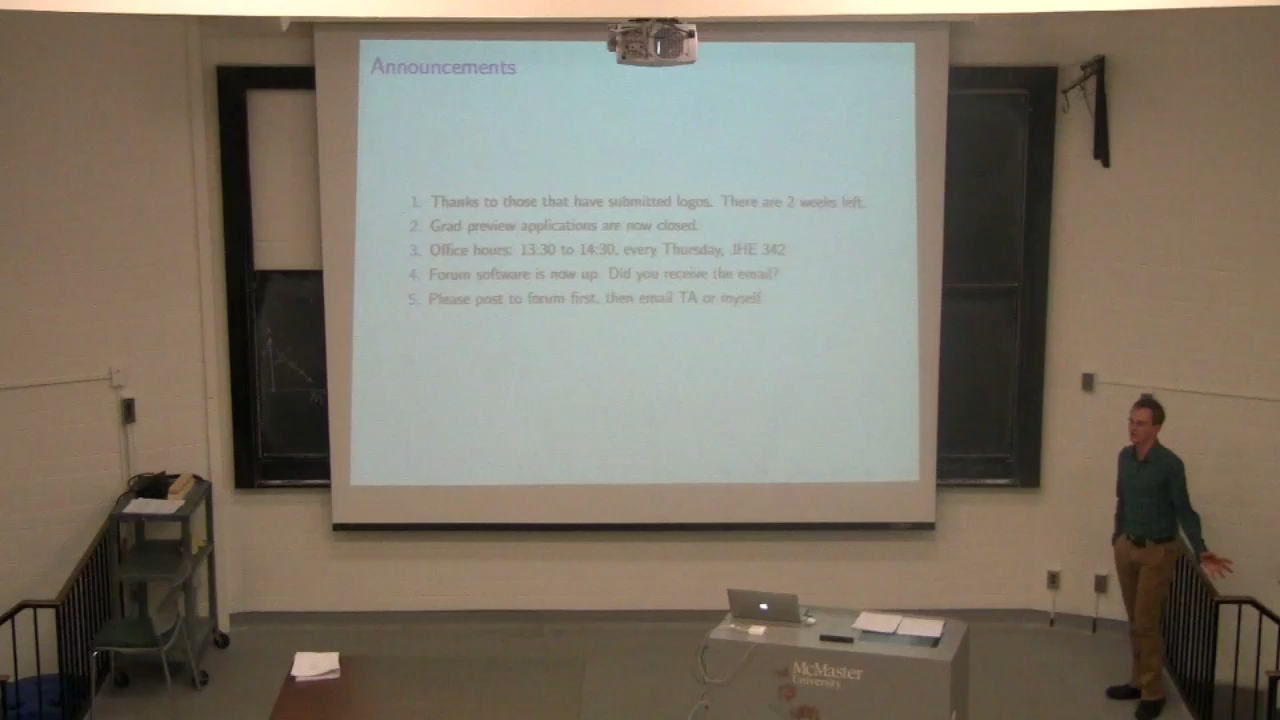 Announcements
1. Thanks to those that have submitted logos. There are 2 weeks left.
2. Grad preview applications are now closed.
3. Office hours: 13:30 to 14:30, every Thursday, JHE 342
4. Forum software is now up. Did you receive the email?
5. Please post to forum first, then email TA or myself
McMaster
University